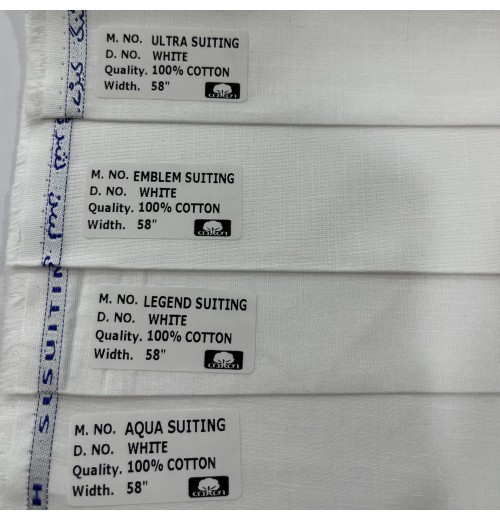 M. NO. ULTRA SUITING
D. NO. WHITE
Quality. 100% COTTON
Width. 58"
M. NO. EMBLEM SUITING
D. NO. WHITE
Quality. 100% COTTON
Width. 58"
M. NO. LEGEND SUITING
D. NO. WHITE
Quality. 100% COTTON
Width. 58"
M. NO. AQUA SUITING
D. NO. WHITE
Quality. 100% COTTON
Width. 58"